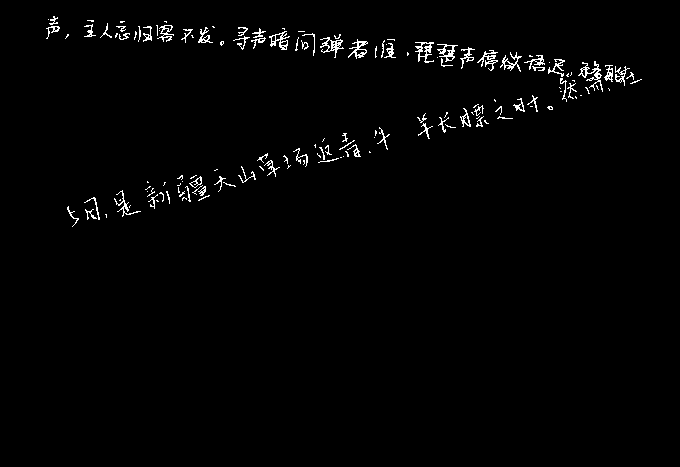 声，主人忘归客不发。寻声暗问弹者谁，琵琶声停欲语迟。移
5月，是新疆天山草场返青、牛羊长膘之时。然而，